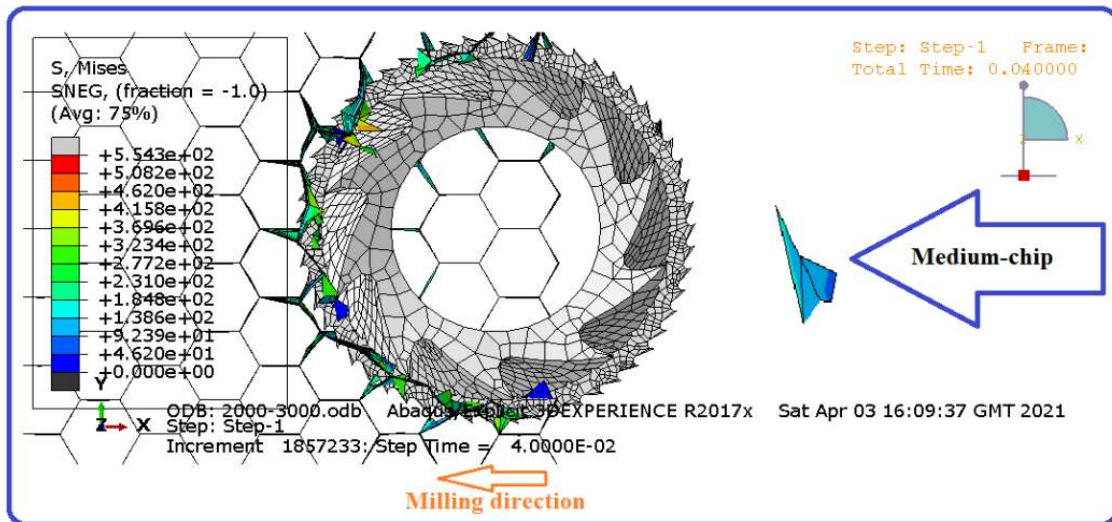 Step: Step-1 Frame:
Total Time: 0.040000
S, Mises
SNEG, (fraction = -1.0)
(Avg: 75%)
+5.543e+02
+5.082e+02
+4.620e+02
+4.158e+02
+3.696e+02
+3.234e+02
+2.772e+02
+2.310e+02
+1.848e+02
+1.386e+02
+9.239e+01
+4.620e+01
+0.000e+00
Z X
Medium-chip
Y
Z X
ODB: 2000-3000.odb Abaqus/Explicit 3DEXPERIENCE R2017x Sat Apr 03 16:09:37 GMT 2021
Step: Step-1
Increment 1857233: Step Time = 4.0000E-02
Milling direction